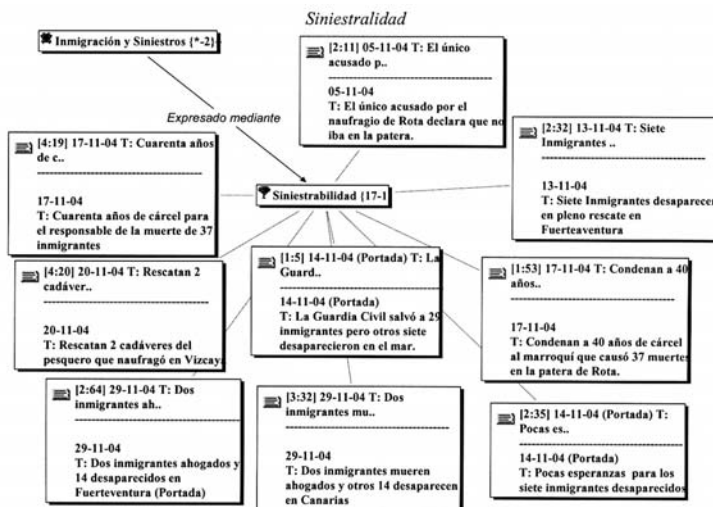 Siniestralidad
Inmigración y Siniestros {*-2}
[2:11] 05-11-04 T: El único
acusado p..
05-11-04
T: El único acusado por el
naufragio de Rota declara que no
iba en la patera.
Expresado mediante
[4:19] 17-11-04 T: Cuarenta años
de c..
17-11-04
T: Cuarenta años de cárcel para
el responsable de la muerte de 37
inmigrantes
[2:32] 13-11-04 T: Siete
Inmigrantes ..
13-11-04
T: Siete Inmigrantes desaparecen
en pleno rescate en
Fuerteaventura
Siniestrabilidad {17-1
[4:20] 20-11-04 T: Rescatan 2
cadáver..
20-11-04
T: Rescatan 2 cadáveres del
pesquero que naufragó en Vizcaya
[1:5] 14-11-04 (Portada) T: La
Guard..
14-11-04 (Portada)
T: La Guardia Civil salvó a 29
inmigrantes pero otros siete
desaparecieron en el mar.
[1:53] 17-11-04 T: Condenan a 40
años..
17-11-04
T: Condenan a 40 años de cárcel
al marroquí que causó 37 muertes
en la patera de Rota.
[2:64] 29-11-04 T: Dos
inmigrantes ah..
29-11-04
T: Dos inmigrantes ahogados y
14 desaparecidos en
Fuerteventura (Portada)
[3:32] 29-11-04 T: Dos
inmigrantes mu..
29-11-04
T: Dos inmigrantes mueren
ahogados y otros 14 desaparecen
en Canarias
[2:35] 14-11-04 (Portada) T:
Pocas es..
14-11-04 (Portada)
T: Pocas esperanzas para los
siete inmigrantes desaparecidos